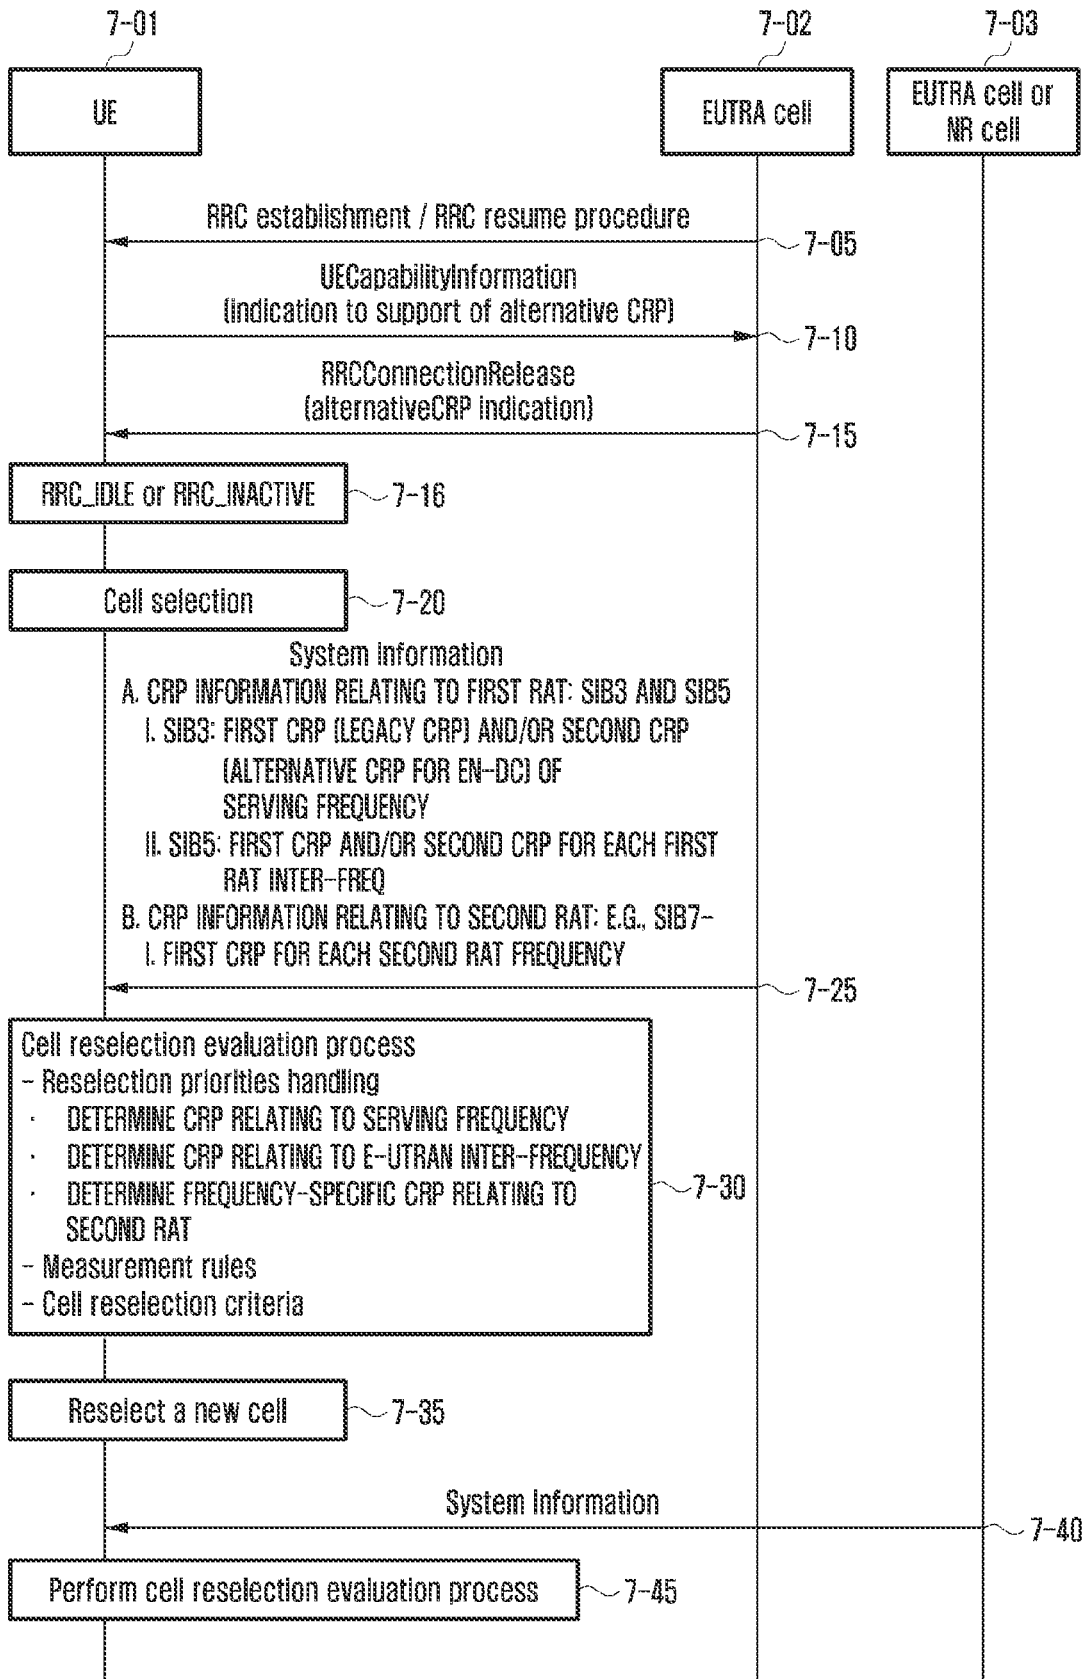 7-01
7-02
7-03
UE
EUTRA cell
EUTRA cell or
NR cell
RRC establishment / RRC resume procedure
7-05
UECapabilityInformation
(indication to support of alternative CRP)
7-10
RRCConnectionRelease
(alternativeCRP indication)
7-15
RRC_IDLE or RRC_INACTIVE
7-16
Cell selection
7-20
System information
A. CRP INFORMATION RELATING TO FIRST RAT: SIB3 AND SIB5
I. SIB3: FIRST CRP (LEGACY CRP) AND/OR SECOND CRP
(ALTERNATIVE CRP FOR EN-DC) OF
SERVING FREQUENCY
II. SIB5: FIRST CRP AND/OR SECOND CRP FOR EACH FIRST
RAT INTER-FREQ
B. CRP INFORMATION RELATING TO SECOND RAT: E.G., SIB7-
I. FIRST CRP FOR EACH SECOND RAT FREQUENCY
7-25
Cell reselection evaluation process
- Reselection priorities handling
· DETERMINE CRP RELATING TO SERVING FREQUENCY
· DETERMINE CRP RELATING TO E-UTRAN INTER-FREQUENCY
· DETERMINE FREQUENCY-SPECIFIC CRP RELATING TO
SECOND RAT
- Measurement rules
- Cell reselection criteria
7-30
Reselect a new cell
7-35
System information
7-40
Perform cell reselection evaluation process
7-45